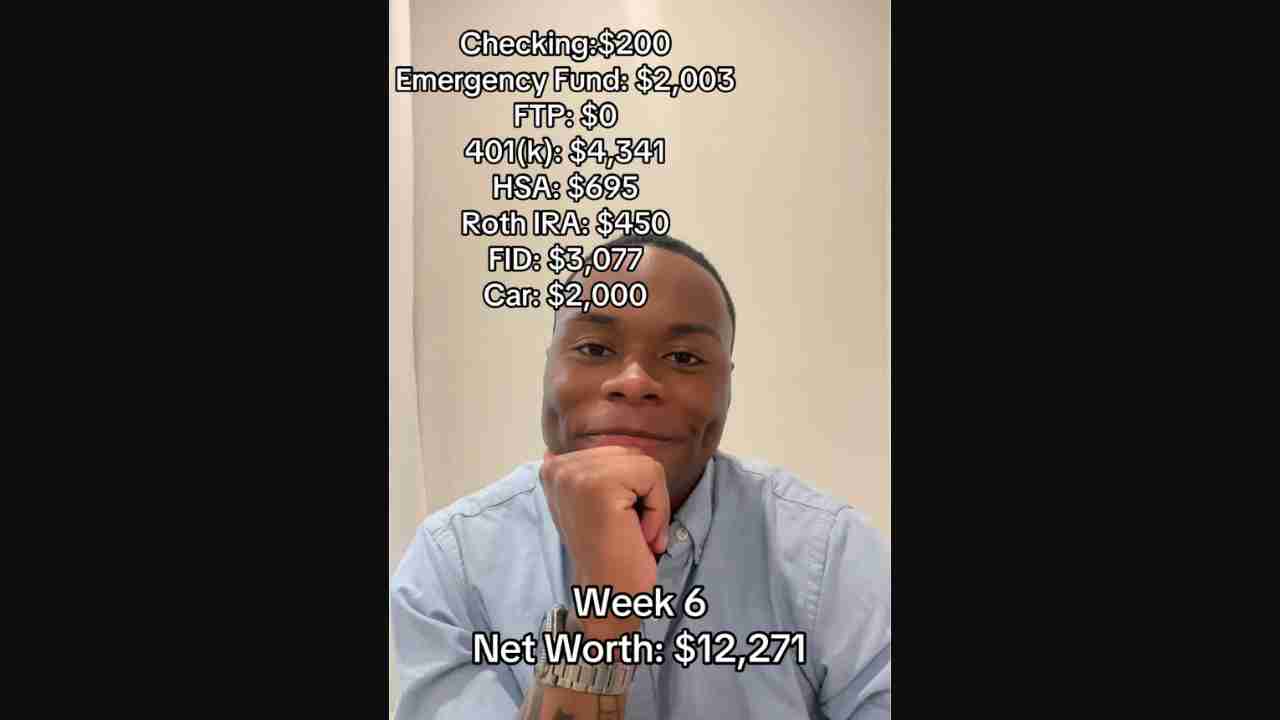 Checking:$200
Emergency Fund: $2,003
FTP: $0
401(k): $4,341
HSA: $695
Roth IRA: $450
FID: $3,077
Car: $2,000
Week 6
Net Worth: $12,271